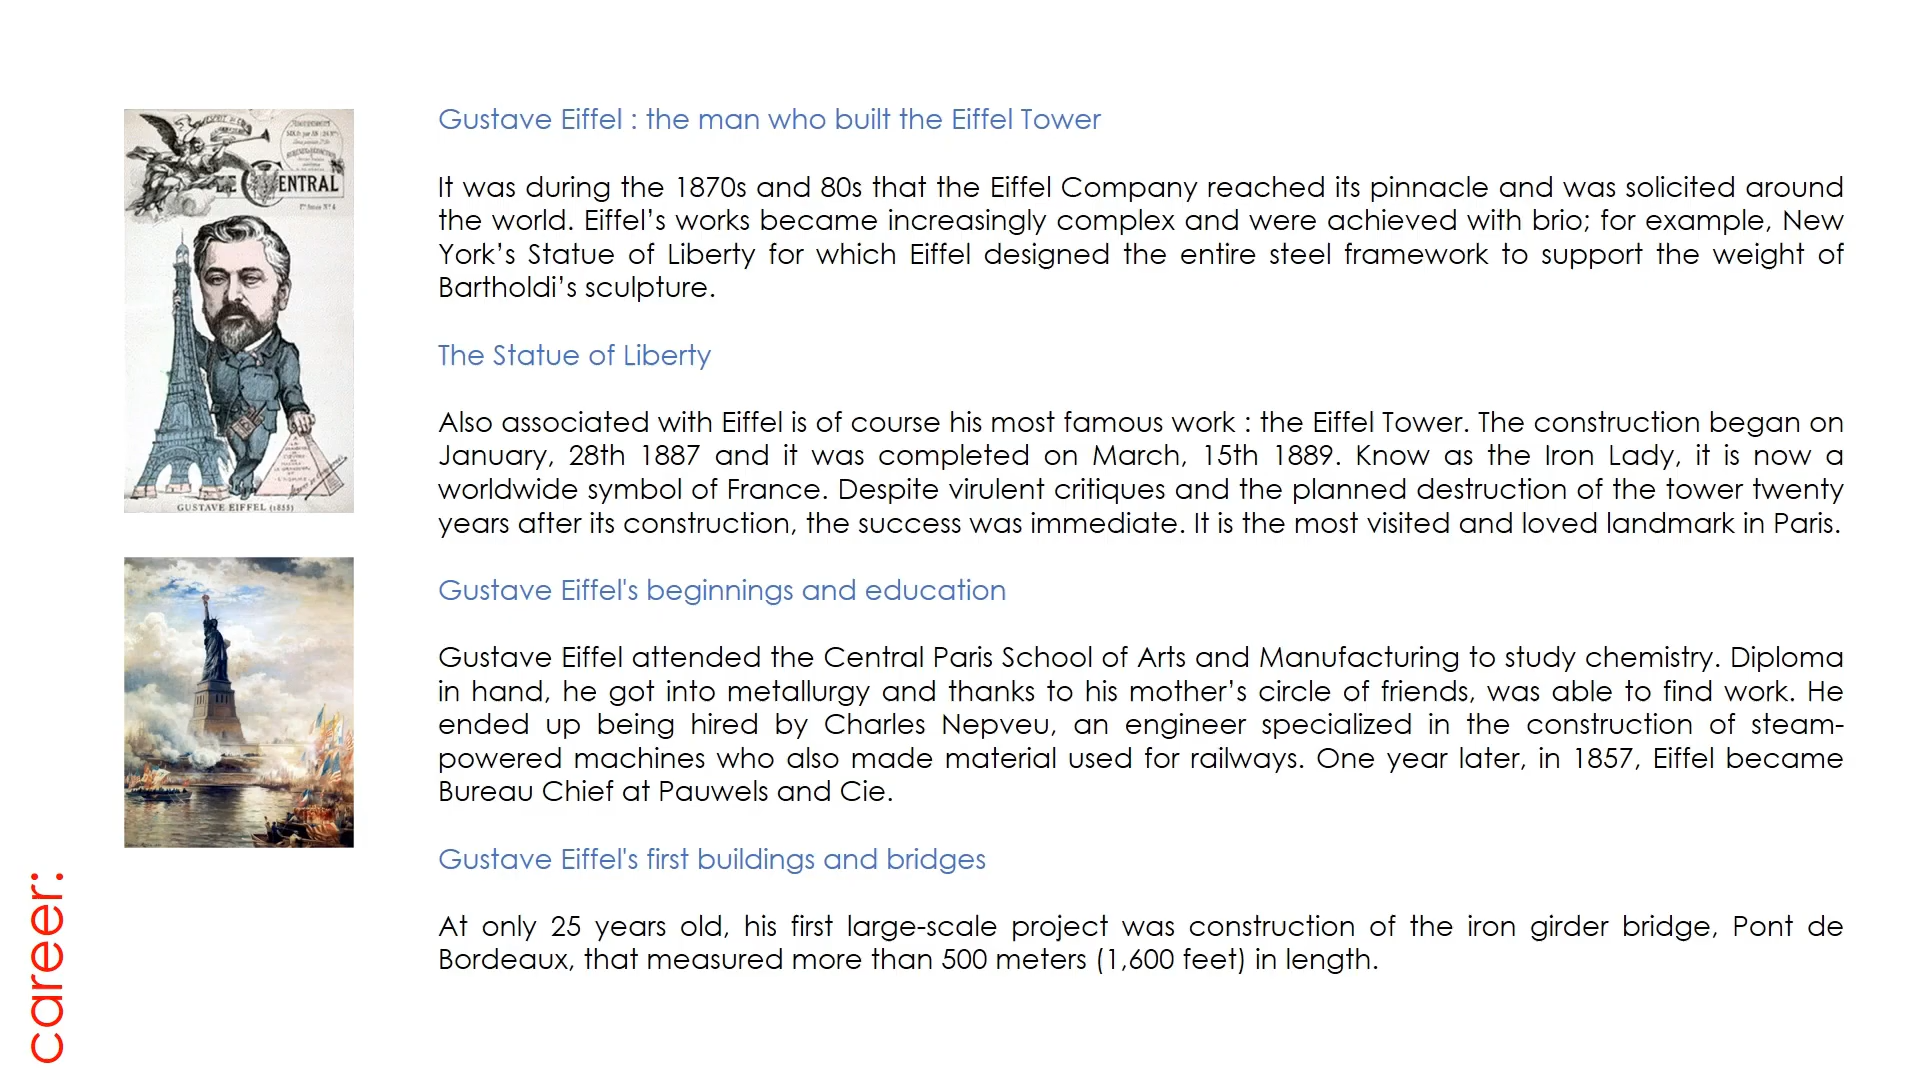 Gustave Eiffel : the man who built the Eiffel Tower
It was during the 1870s and 80s that the Eiffel Company reached its pinnacle and was solicited around
the world. Eiffel’s works became increasingly complex and were achieved with brio; for example, New
York’s Statue of Liberty for which Eiffel designed the entire steel framework to support the weight of
Bartholdi’s sculpture.
The Statue of Liberty
Also associated with Eiffel is of course his most famous work : the Eiffel Tower. The construction began on
January, 28th 1887 and it was completed on March, 15th 1889. Know as the Iron Lady, it is now a
worldwide symbol of France. Despite virulent critiques and the planned destruction of the tower twenty
years after its construction, the success was immediate. It is the most visited and loved landmark in Paris.
Gustave Eiffel's beginnings and education
Gustave Eiffel attended the Central Paris School of Arts and Manufacturing to study chemistry. Diploma
in hand, he got into metallurgy and thanks to his mother’s circle of friends, was able to find work. He
ended up being hired by Charles Nepveu, an engineer specialized in the construction of steam-
powered machines who also made material used for railways. One year later, in 1857, Eiffel became
Bureau Chief at Pauwels and Cie.
Gustave Eiffel's first buildings and bridges
At only 25 years old, his first large-scale project was construction of the iron girder bridge, Pont de
Bordeaux, that measured more than 500 meters (1,600 feet) in length.
career:
CENTRAL
GUSTAVE EIFFEL